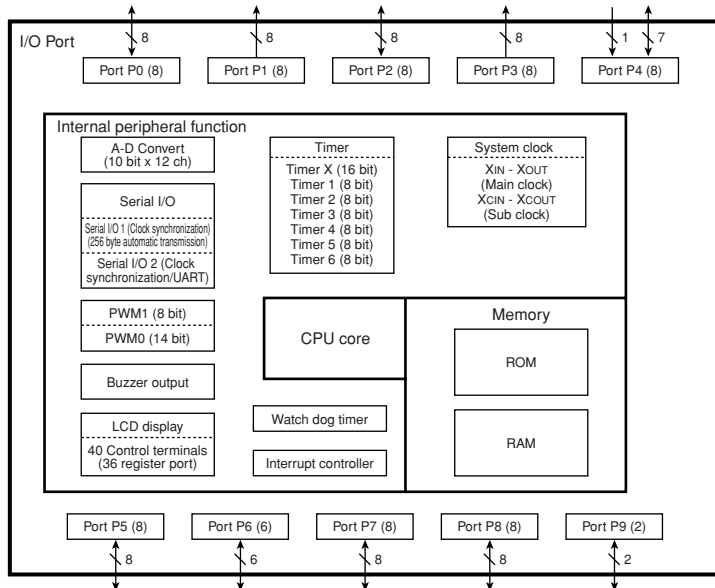 I/O Port
8
8
8
8
1
7
Port P0 (8)
Port P1 (8)
Port P2 (8)
Port P3 (8)
Port P4 (8)
Internal peripheral function
A-D Convert
(10 bit x 12 ch)
Serial I/O
Serial I/O 1 (Clock synchronization)
(256 byte automatic transmission)
Serial I/O 2 (Clock
synchronization/UART)
PWM1 (8 bit)
PWM0 (14 bit)
Buzzer output
LCD display
40 Control terminals
(36 register port)
Timer
Timer X (16 bit)
Timer 1 (8 bit)
Timer 2 (8 bit)
Timer 3 (8 bit)
Timer 4 (8 bit)
Timer 5 (8 bit)
Timer 6 (8 bit)
System clock
XIN - XOUT
(Main clock)
XCIN - XCOUT
(Sub clock)
CPU core
Watch dog timer
Interrupt controller
Memory
ROM
RAM
Port P5 (8)
Port P6 (6)
Port P7 (8)
Port P8 (8)
Port P9 (2)
8
6
8
8
2